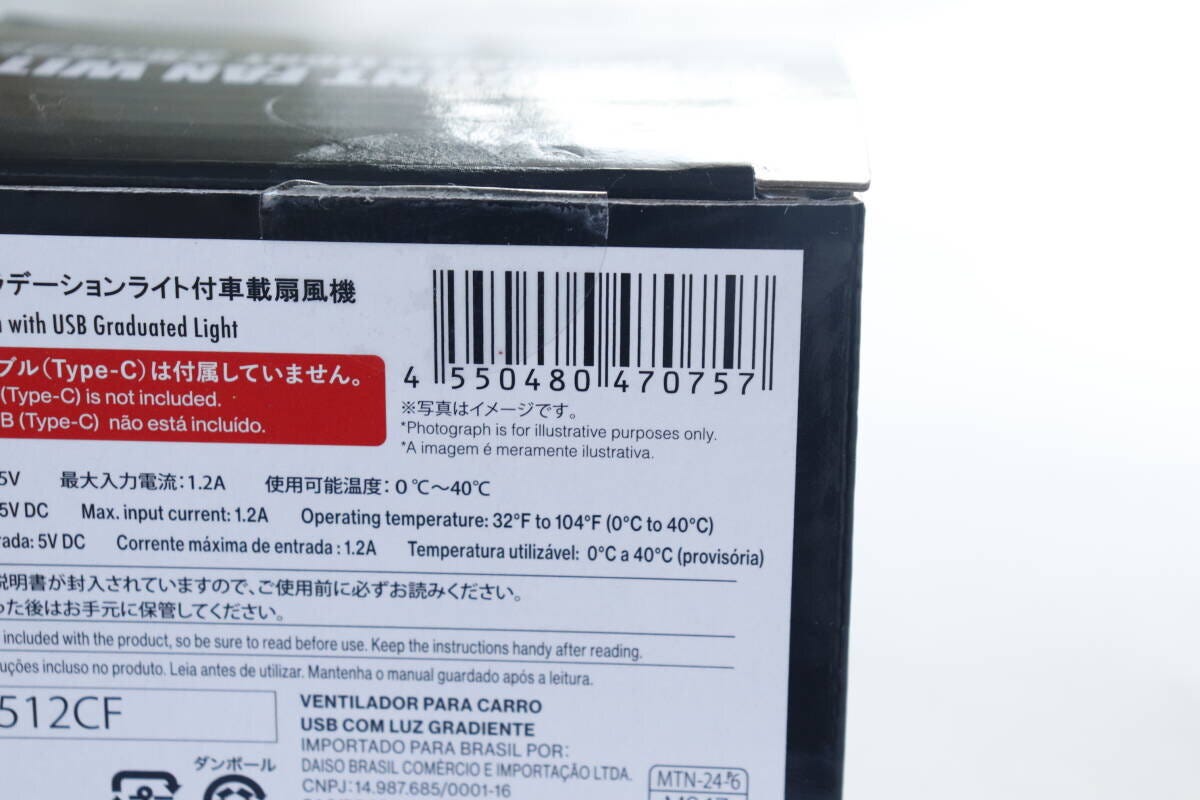 FAN WIT
ラデーションライト付車載扇風機
with USB Graduated Light
ブル(Type-C)は付属していません。
(Type-C) is not included.
B (Type-C) não está incluído.
4 550480 470757
※写真はイメージです。
*Photograph is for illustrative purposes only.
*A imagem é meramente ilustrativa.
5V 最大入力電流:1.2A 使用可能温度:0℃~40℃
5V DC Max. input current: 1.2A Operating temperature: 32°F to 104°F (0°C to 40°C)
rada: 5V DC Corrente máxima de entrada : 1.2A Temperatura utilizável: 0°C a 40°C (provisória)
説明書が封入されていますので、ご使用前に必ずお読みください。
った後はお手元に保管してください。
included with the product, so be sure to read before use. Keep the instructions handy after reading.
uções incluso no produto. Leia antes de utilizar. Mantenha o manual guardado após a leitura.
512CF
VENTILADOR PARA CARRO
USB COM LUZ GRADIENTE
IMPORTADO PARA BRASIL POR:
DAISO BRASIL COMÉRCIO E IMPORTAÇÃO LTDA.
CNPJ:14.987.685/0001-16
ダンボール
MTN-24-6